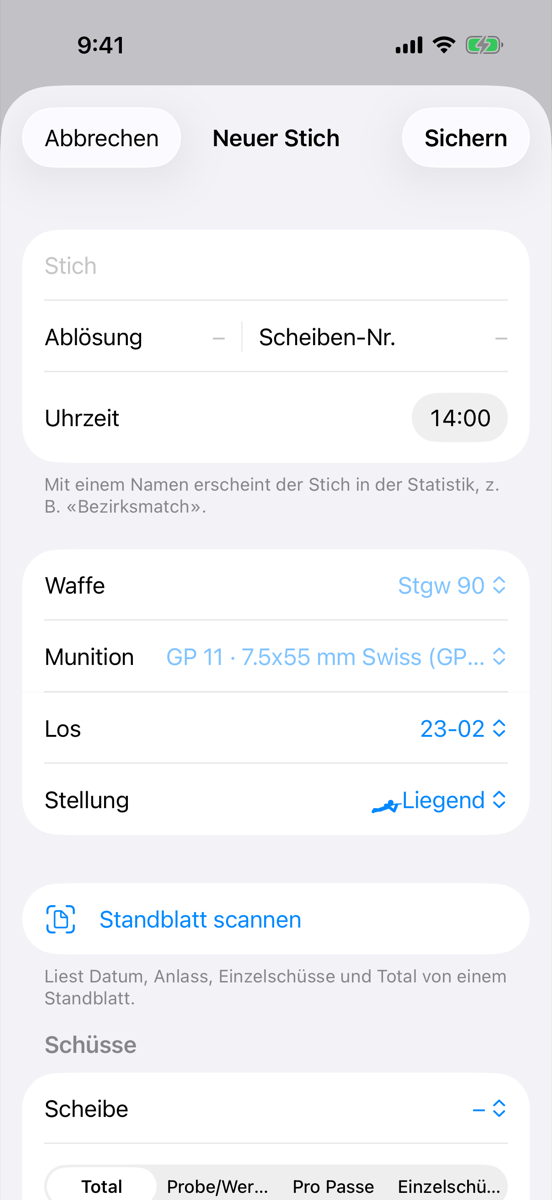 9:41
Abbrechen Neuer Stich Sichern
Stich
Ablösung – Scheiben-Nr. –
Uhrzeit 14:00
Mit einem Namen erscheint der Stich in der Statistik, z.
B. «Bezirksmatch».
Waffe Stgw 90
Munition GP 11 · 7.5x55 mm Swiss (GP...
Los 23-02
Stellung Liegend
Standblatt scannen
Liest Datum, Anlass, Einzelschüsse und Total von einem
Standblatt.
Schüsse
Scheibe –
Total Probe/Wer... Pro Passe Einzelschü...